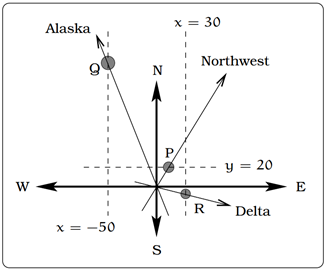 x = 30
Alaska
Northwest
Q
N
P
y = 20
W
E
R
Delta
x = −50
S